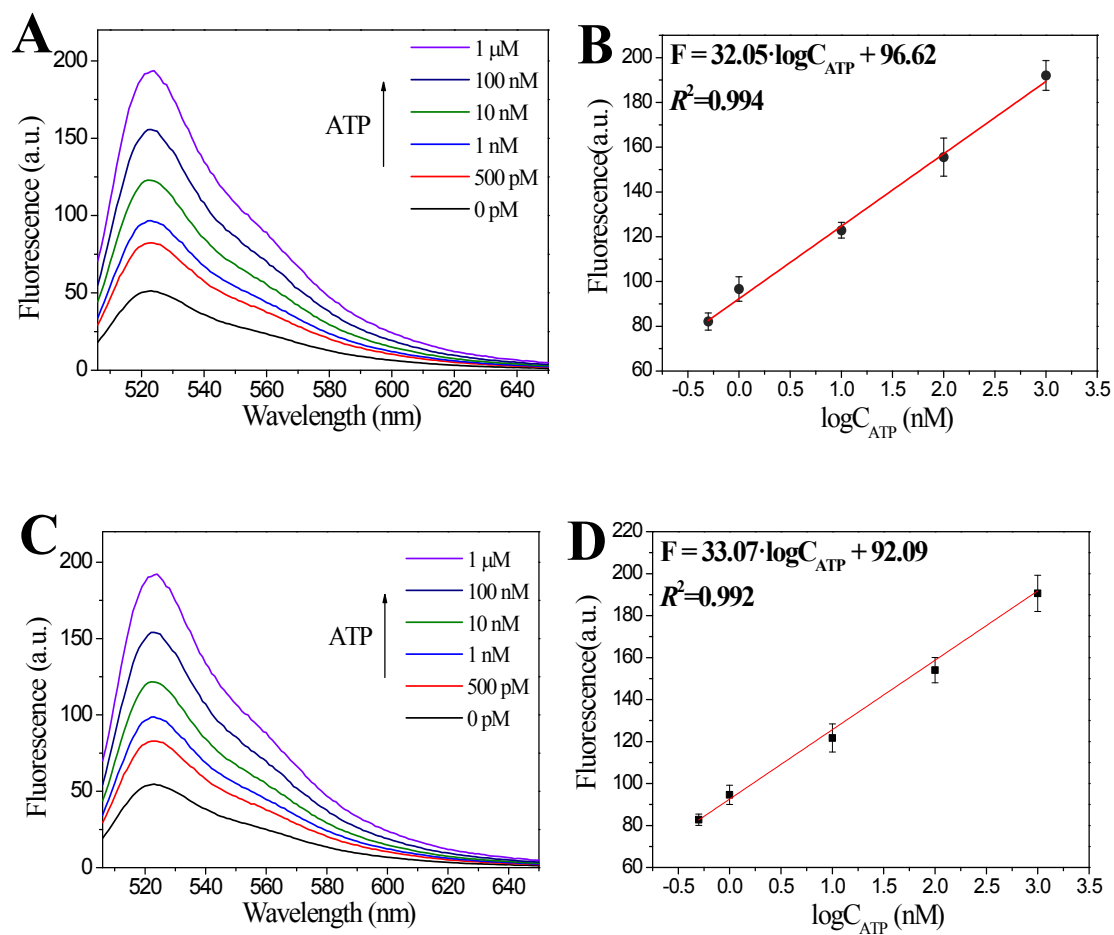 A
Fluorescence (a.u.)
200
150
100
50
0
520 540 560 580 600 620 640
Wavelength (nm)
ATP
1 μM
100 nM
10 nM
1 nM
500 pM
0 pM
B
F = 32.05·logC_ATP + 96.62
R²=0.994
Fluorescence(a.u.)
200
180
160
140
120
100
80
60
-0.5 0.0 0.5 1.0 1.5 2.0 2.5 3.0 3.5
logC_ATP (nM)
C
Fluorescence (a.u.)
200
150
100
50
0
520 540 560 580 600 620 640
Wavelength (nm)
ATP
1 μM
100 nM
10 nM
1 nM
500 pM
0 pM
D
F = 33.07·logC_ATP + 92.09
R²=0.992
Fluorescence(a.u.)
220
200
180
160
140
120
100
80
60
-0.5 0.0 0.5 1.0 1.5 2.0 2.5 3.0 3.5
logC_ATP (nM)